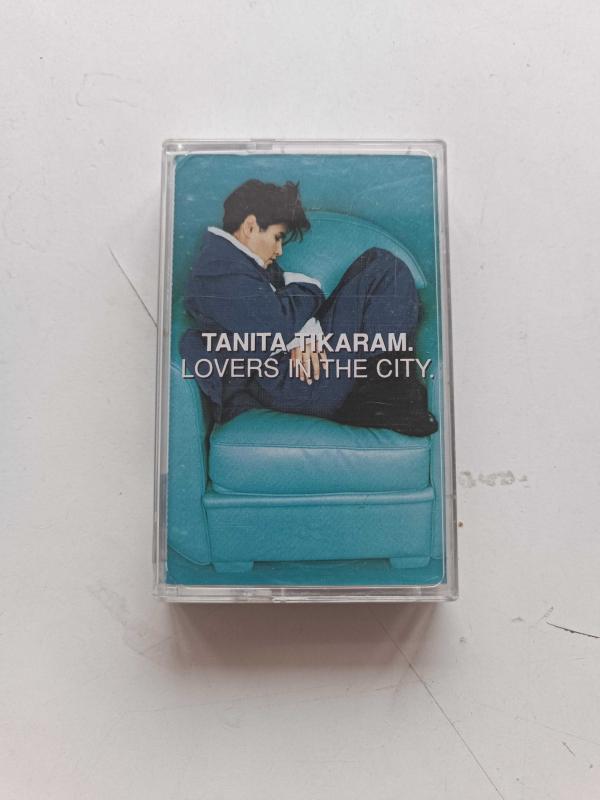 TANITA TIKARAM.
LOVERS IN THE CITY.